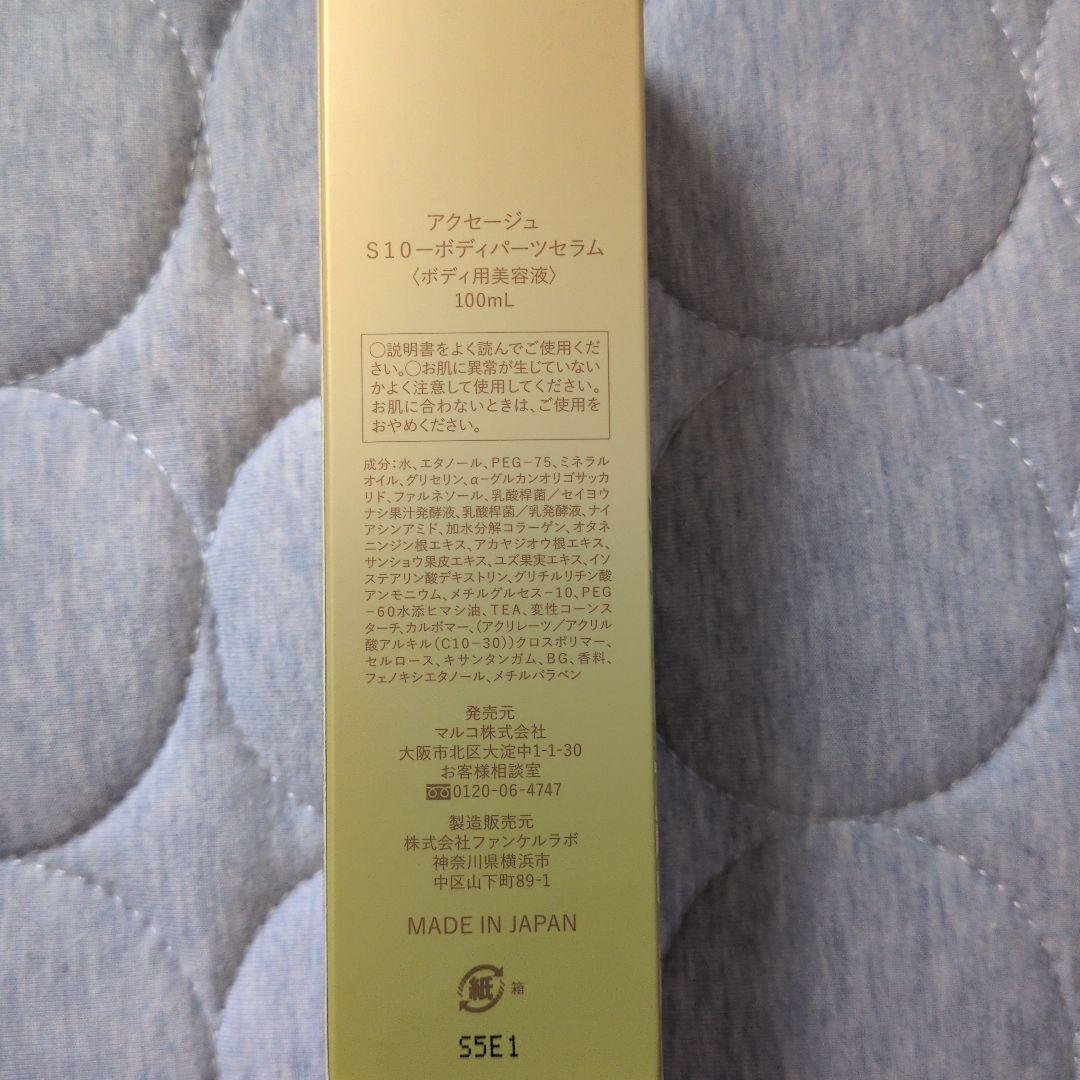 アクセージュ
S10ーボディパーツセラム
〈ボディ用美容液〉
100mL
○説明書をよく読んでご使用くだ
さい。○お肌に異常が生じていない
かよく注意して使用してください。
お肌に合わないときは、ご使用を
おやめください。
成分:水、エタノール、PEG-75、ミネラル
オイル、グリセリン、α-グルカンオリゴサッカ
リド、ファルネソール、乳酸桿菌/セイヨウ
ナシ果汁発酵液、乳酸桿菌/乳発酵液、ナイ
アシンアミド、加水分解コラーゲン、オタネ
ニンジン根エキス、アカヤジオウ根エキス、
サンショウ果皮エキス、ユズ果実エキス、イソ
ステアリン酸デキストリン、グリチルリチン酸
アンモニウム、メチルグルセス-10、PEG
-60水添ヒマシ油、TEA、変性コーンス
ターチ、カルボマー、(アクリレーツ/アクリル
酸アルキル(C10-30))クロスポリマー、
セルロース、キサンタンガム、BG、香料、
フェノキシエタノール、メチルパラベン
発売元
マルコ株式会社
大阪市北区大淀中1-1-30
お客様相談室
0120-06-4747
製造販売元
株式会社ファンケルラボ
神奈川県横浜市
中区山下町89-1
MADE IN JAPAN
紙 箱
S5E1